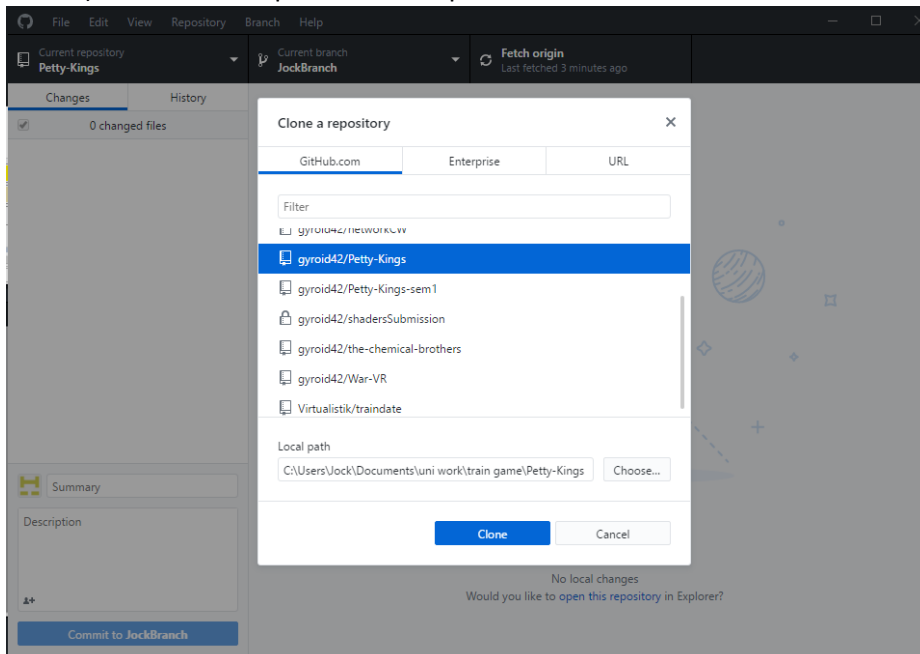 File Edit View Repository Branch Help
Current repository
Petty-Kings
Current branch
JockBranch
Fetch origin
Last fetched 3 minutes ago
Changes History
0 changed files
Clone a repository
GitHub.com Enterprise URL
Filter
gyroid42/networkCW
gyroid42/Petty-Kings
gyroid42/Petty-Kings-sem1
gyroid42/shadersSubmission
gyroid42/the-chemical-brothers
gyroid42/War-VR
Virtualistik/traindate
Local path
C:\Users\Jock\Documents\uni work\train game\Petty-Kings Choose...
Clone Cancel
Summary
Description
Commit to JockBranch
No local changes
Would you like to open this repository in Explorer?